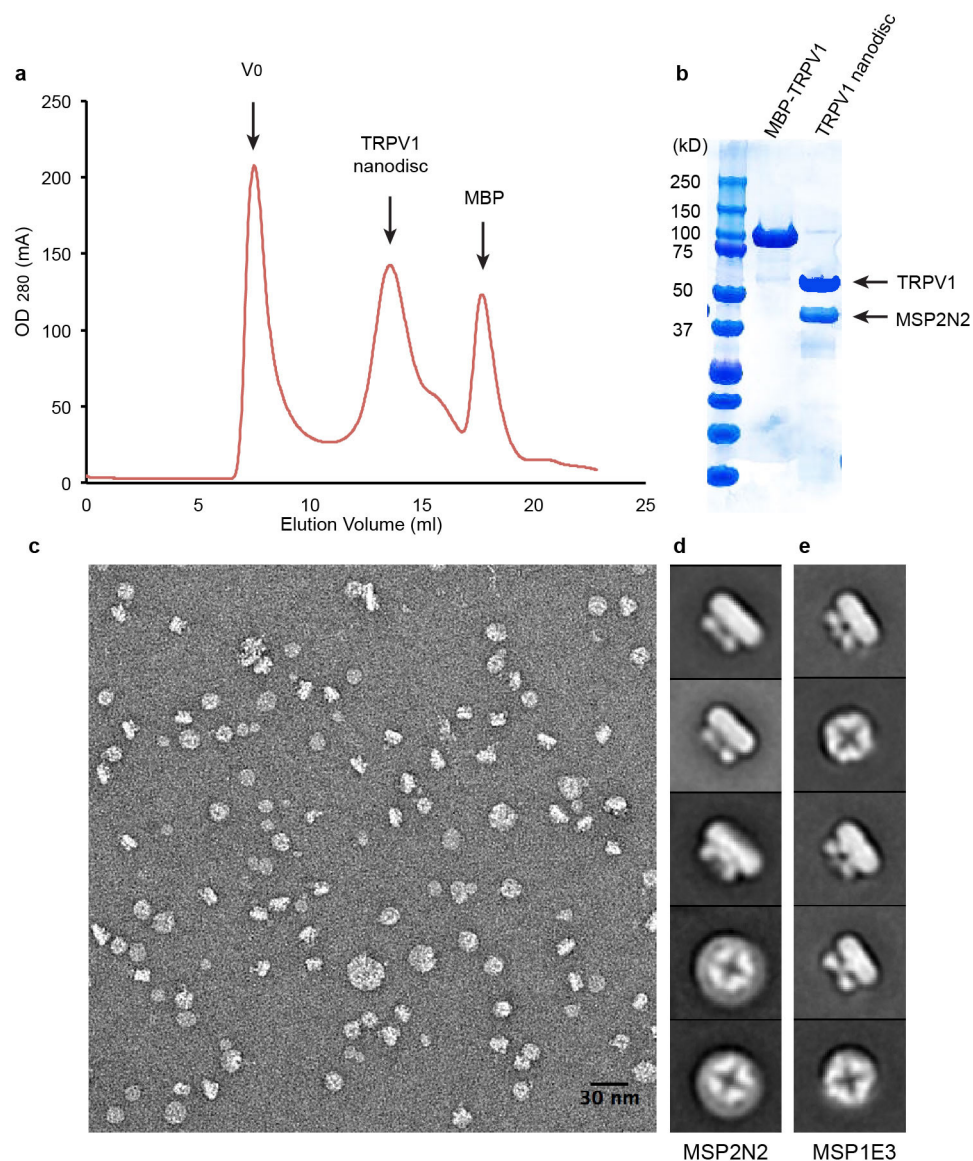 a
V0
TRPV1
nanodisc
MBP
250
200
150
100
50
0
OD 280 (mA)
0 5 10 15 20 25
Elution Volume (ml)
b
MBP-TRPV1
TRPV1 nanodisc
(kD)
250
150
100
75
50
37
TRPV1
MSP2N2
c
30 nm
d
e
MSP2N2
MSP1E3